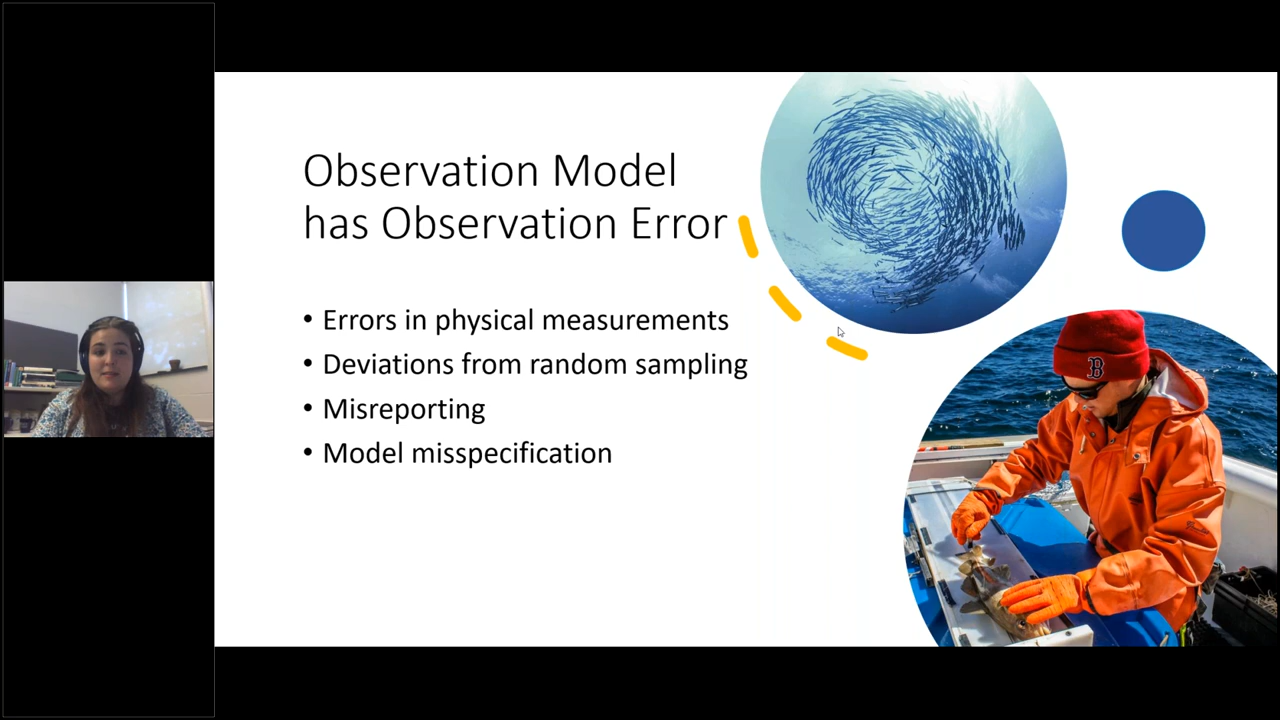 Observation Model
has Observation Error
• Errors in physical measurements
• Deviations from random sampling
• Misreporting
• Model misspecification
B